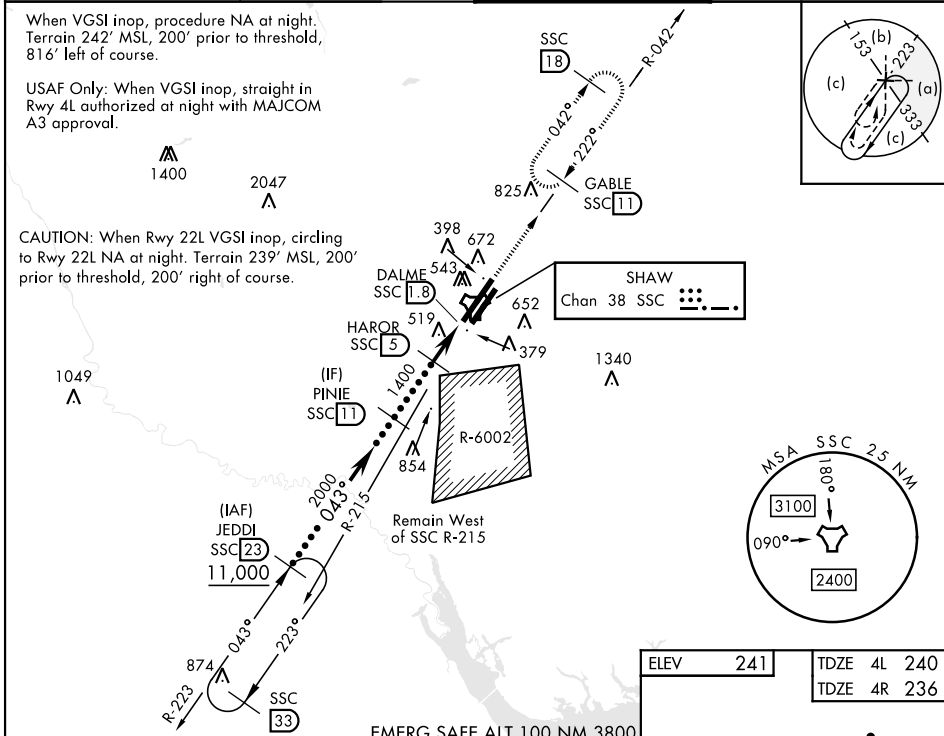 When VGSI inop, procedure NA at night.
Terrain 242' MSL, 200' prior to threshold,
816' left of course.
USAF Only: When VGSI inop, straight in
Rwy 4L authorized at night with MAJCOM
A3 approval.
1400
2047
CAUTION: When Rwy 22L VGSI inop, circling
to Rwy 22L NA at night. Terrain 239' MSL, 200'
prior to threshold, 200' right of course.
SSC
18
R-042
042°
222°
825
GABLE
SSC 11
153
(b)
223
(c)
(a)
333
(c)
398
672
543
DALME
SSC 1.8
SHAW
Chan 38 SSC
519
652
HAROR
SSC 5
379
1340
1049
1400
(IF)
PINIE
SSC 11
R-6002
854
2000
043°
R-215
Remain West
of SSC R-215
(IAF)
JEDDI
SSC 23
11,000
043°
223°
874
R-223
SSC
33
MSA SSC 25 NM
180°
3100
090°
2400
ELEV 241
TDZE 4L 240
TDZE 4R 236
EMERG SAFE ALT 100 NM 3800